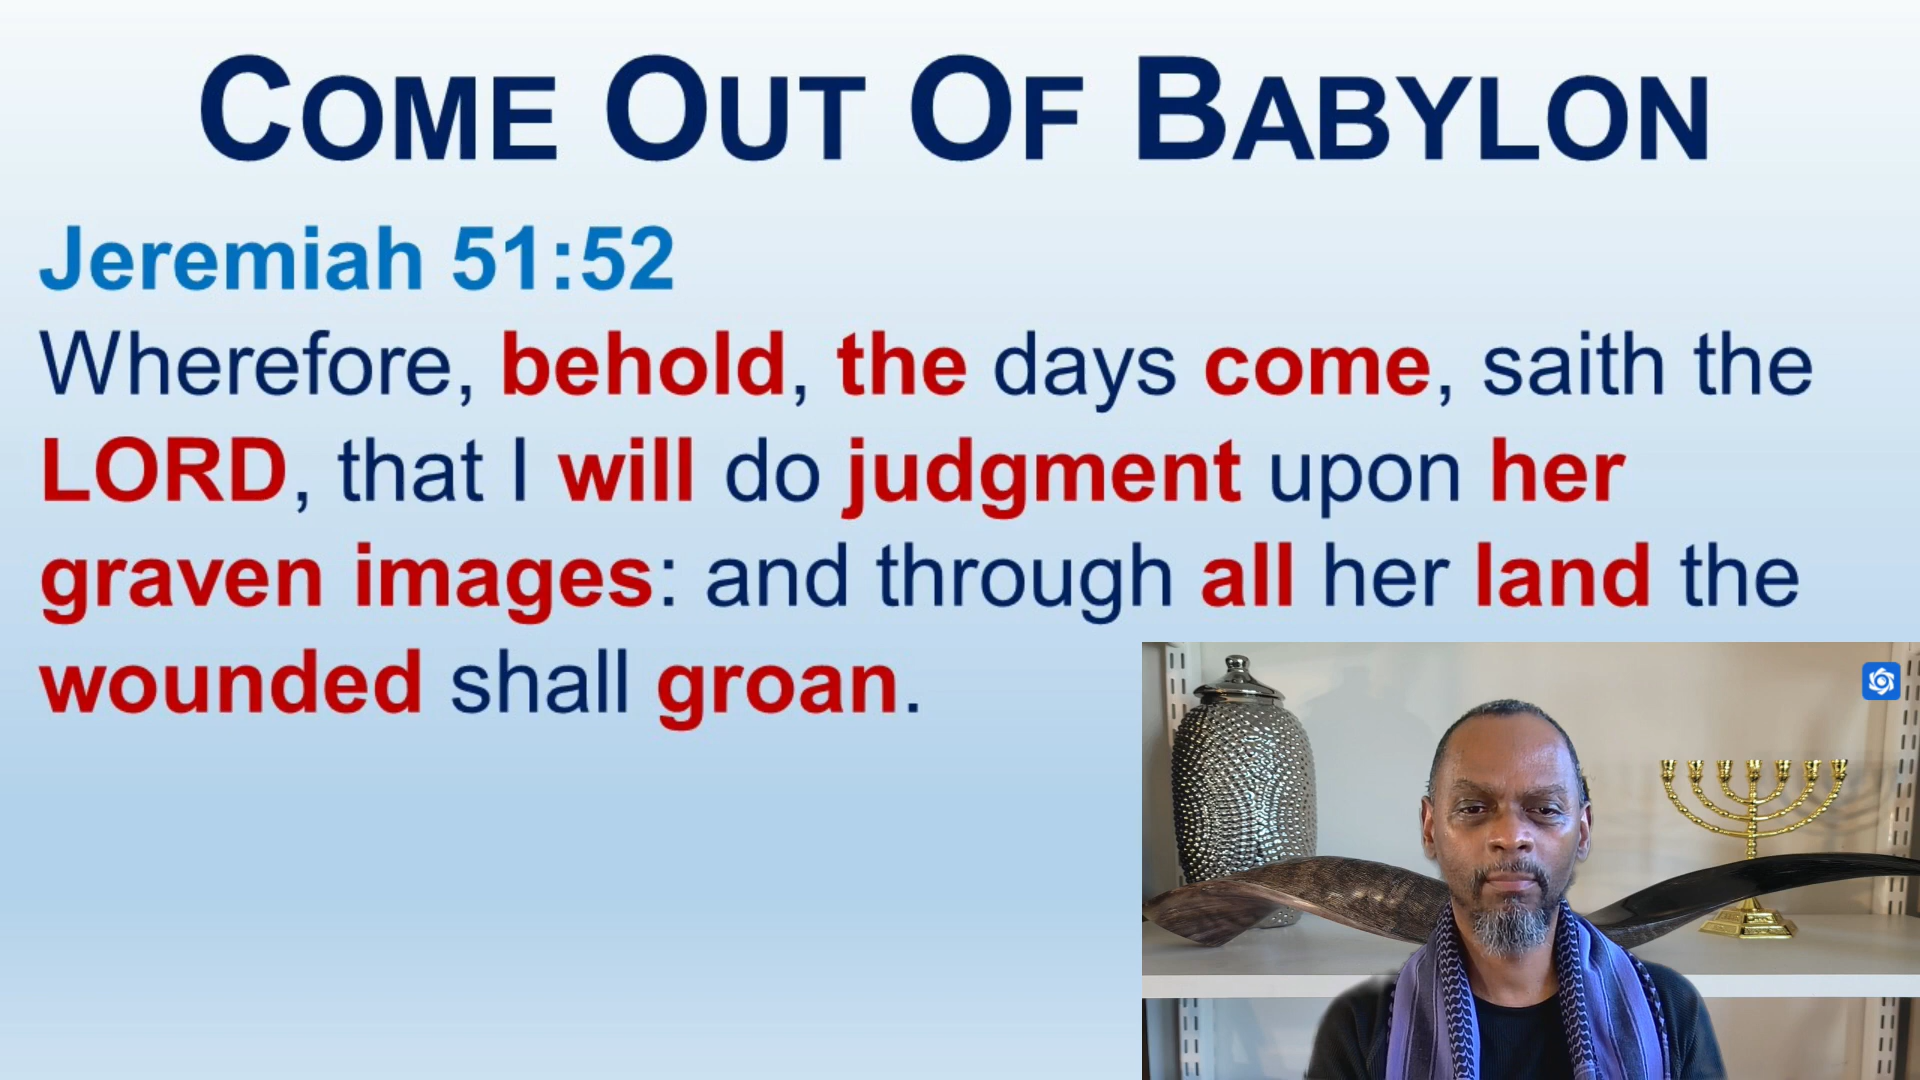 COME OUT OF BABYLON
Jeremiah 51:52
Wherefore, behold, the days come, saith the
LORD, that I will do judgment upon her
graven images: and through all her land the
wounded shall groan.